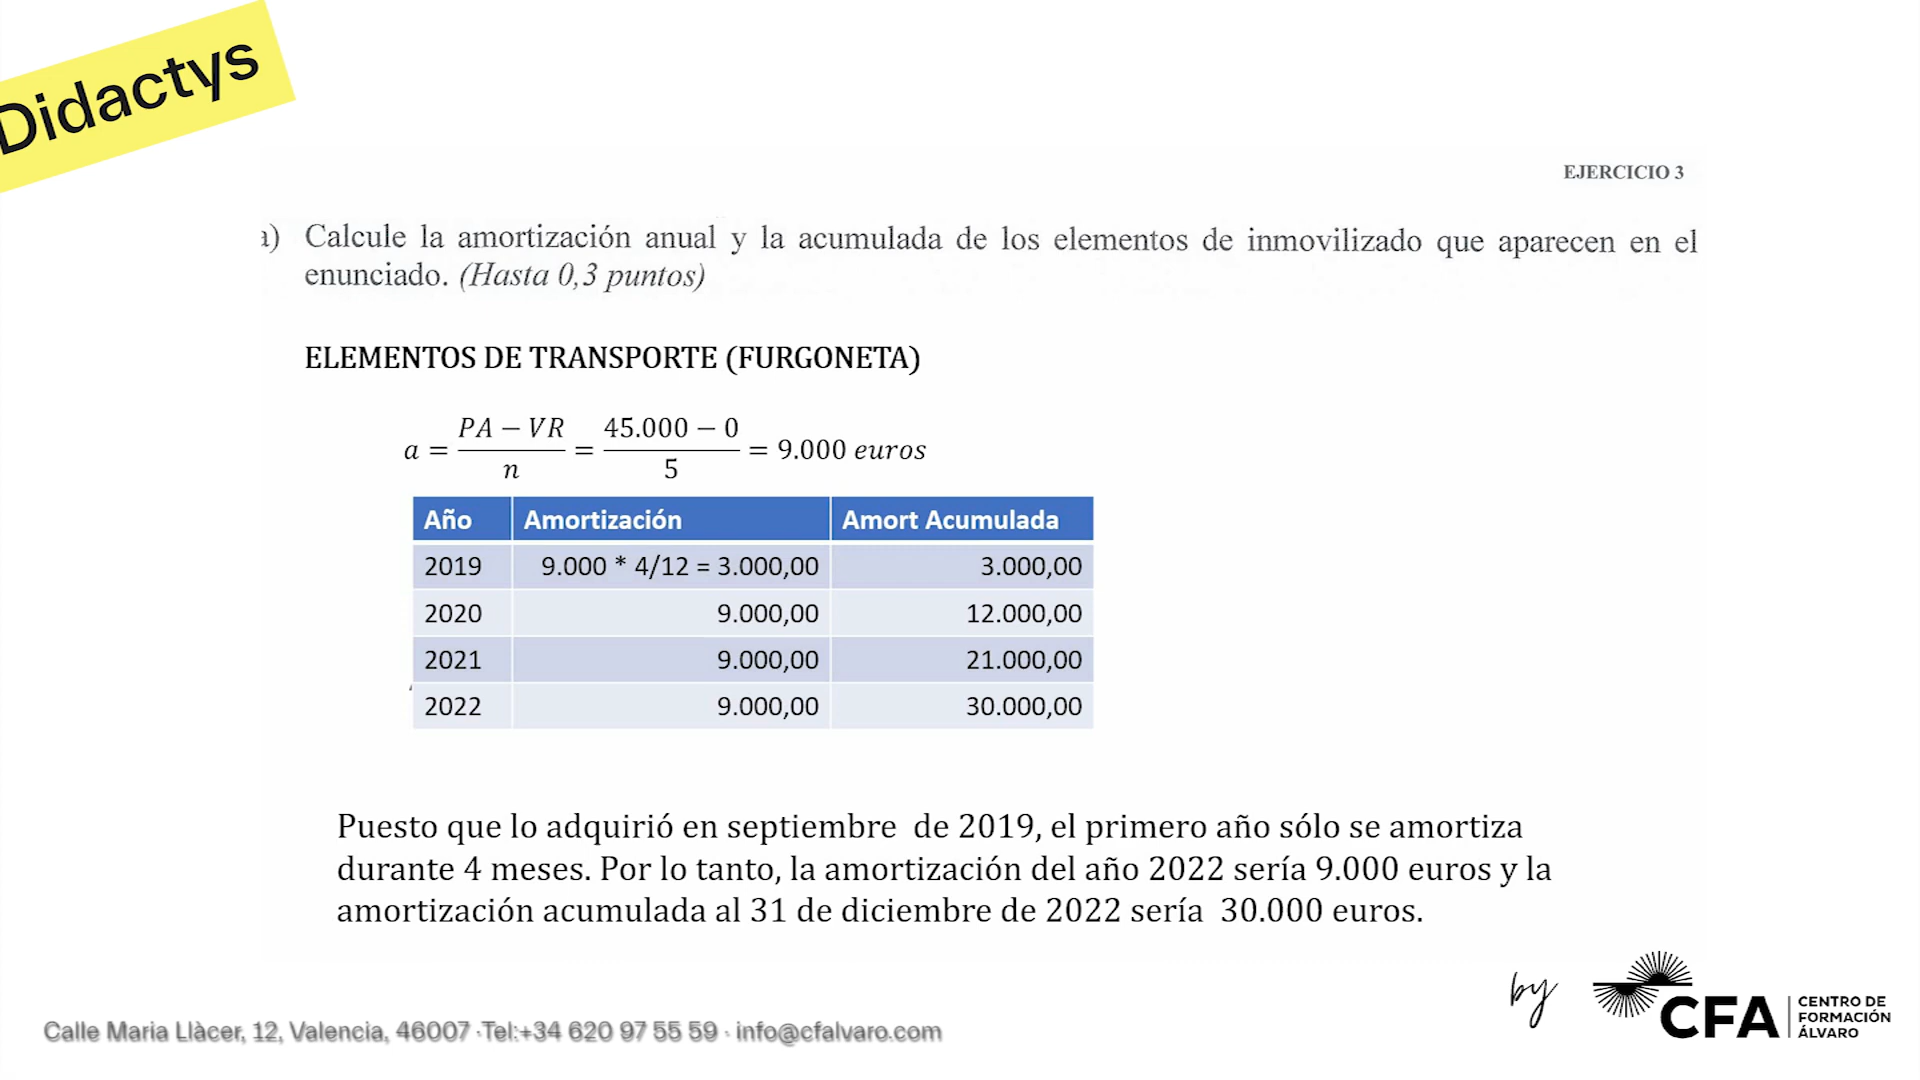 Didactys
EJERCICIO 3
a) Calcule la amortización anual y la acumulada de los elementos de inmovilizado que aparecen en el
enunciado. (Hasta 0,3 puntos)
ELEMENTOS DE TRANSPORTE (FURGONETA)
a = (PA − VR)/n = (45.000 − 0)/5 = 9.000 euros
Año Amortización Amort Acumulada
2019 9.000 * 4/12 = 3.000,00 3.000,00
2020 9.000,00 12.000,00
2021 9.000,00 21.000,00
2022 9.000,00 30.000,00
Puesto que lo adquirió en septiembre de 2019, el primero año sólo se amortiza
durante 4 meses. Por lo tanto, la amortización del año 2022 sería 9.000 euros y la
amortización acumulada al 31 de diciembre de 2022 sería 30.000 euros.
by
CFA
CENTRO DE
FORMACIÓN
ÁLVARO
Calle Maria Llàcer, 12, Valencia, 46007 · Tel:+34 620 97 55 59 · info@cfalvaro.com